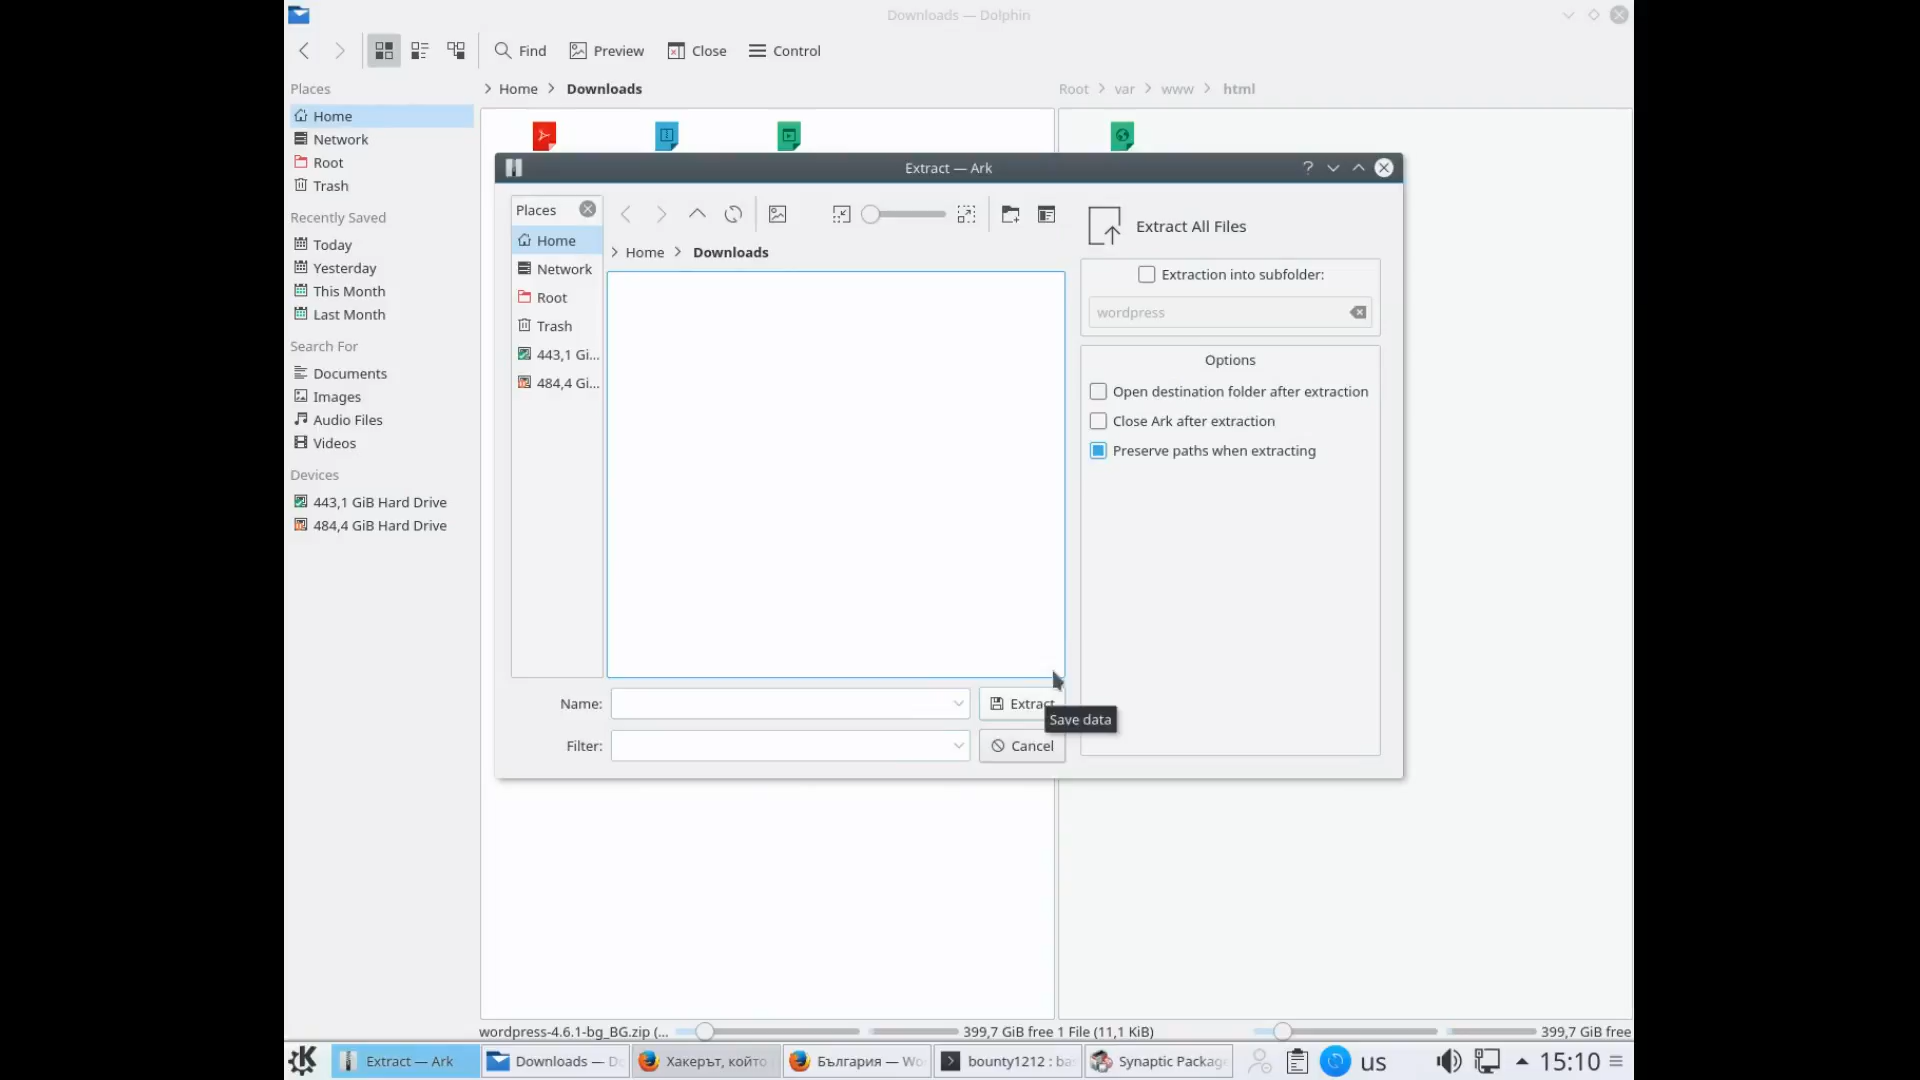 Downloads — Dolphin
Find Preview Close Control
Places
Home
Network
Root
Trash
Recently Saved
Today
Yesterday
This Month
Last Month
Search For
Documents
Images
Audio Files
Videos
Devices
443,1 GiB Hard Drive
484,4 GiB Hard Drive
> Home > Downloads
Root > var > www > html
Extract — Ark
Places
Home
Network
Root
Trash
443,1 Gi...
484,4 Gi...
> Home > Downloads
Name:
Filter:
Extract
Save data
Cancel
Extract All Files
Extraction into subfolder:
wordpress
Options
Open destination folder after extraction
Close Ark after extraction
Preserve paths when extracting
wordpress-4.6.1-bg_BG.zip (...
399,7 GiB free
1 File (11,1 KiB)
399,7 GiB free
Extract — Ark
Downloads — D
Хакерът, който
България — Wo
bounty1212 : ba
Synaptic Package
us
15:10